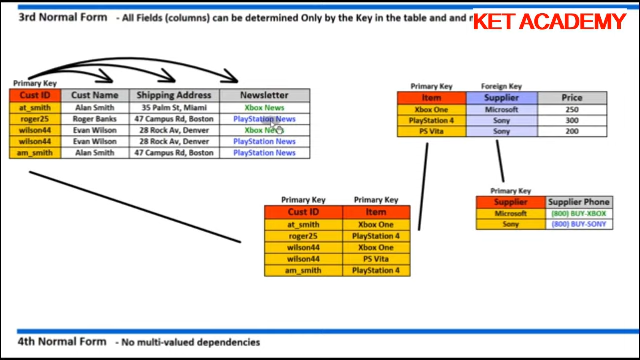 3rd Normal Form - All Fields (columns) can be determined Only by the Key in the table and and
KET ACADEMY
Primary Key
Cust ID Cust Name Shipping Address Newsletter
at_smith Alan Smith 35 Palm St, Miami Xbox News
roger25 Roger Banks 47 Campus Rd, Boston PlayStation News
wilson44 Evan Wilson 28 Rock Av, Denver Xbox News
wilson44 Evan Wilson 28 Rock Av, Denver PlayStation News
am_smith Alan Smith 47 Campus Rd, Boston PlayStation News
Primary Key Foreign Key
Item Supplier Price
Xbox One Microsoft 250
PlayStation 4 Sony 300
PS Vita Sony 200
Primary Key
Supplier Supplier Phone
Microsoft (800) BUY-XBOX
Sony (800) BUY-SONY
Primary Key Primary Key
Cust ID Item
at_smith Xbox One
roger25 PlayStation 4
wilson44 Xbox One
wilson44 PS Vita
am_smith PlayStation 4
4th Normal Form - No multi-valued dependencies